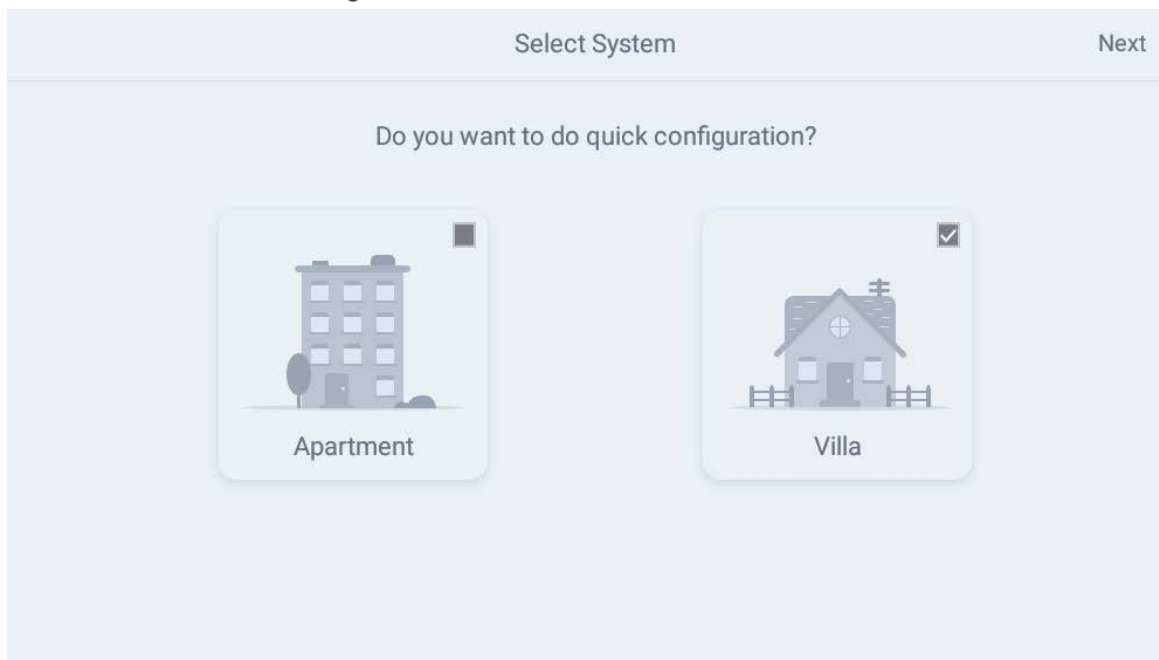 Select System
Next
Do you want to do quick configuration?
Apartment
Villa